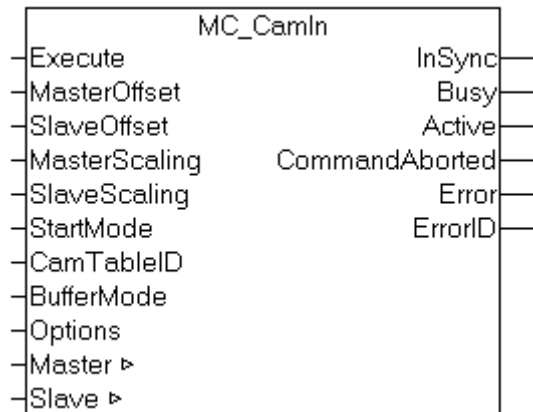 MC_CamIn
Execute InSync
MasterOffset Busy
SlaveOffset Active
MasterScaling CommandAborted
SlaveScaling Error
StartMode ErrorID
CamTableID
BufferMode
Options
Master ▹
Slave ▹